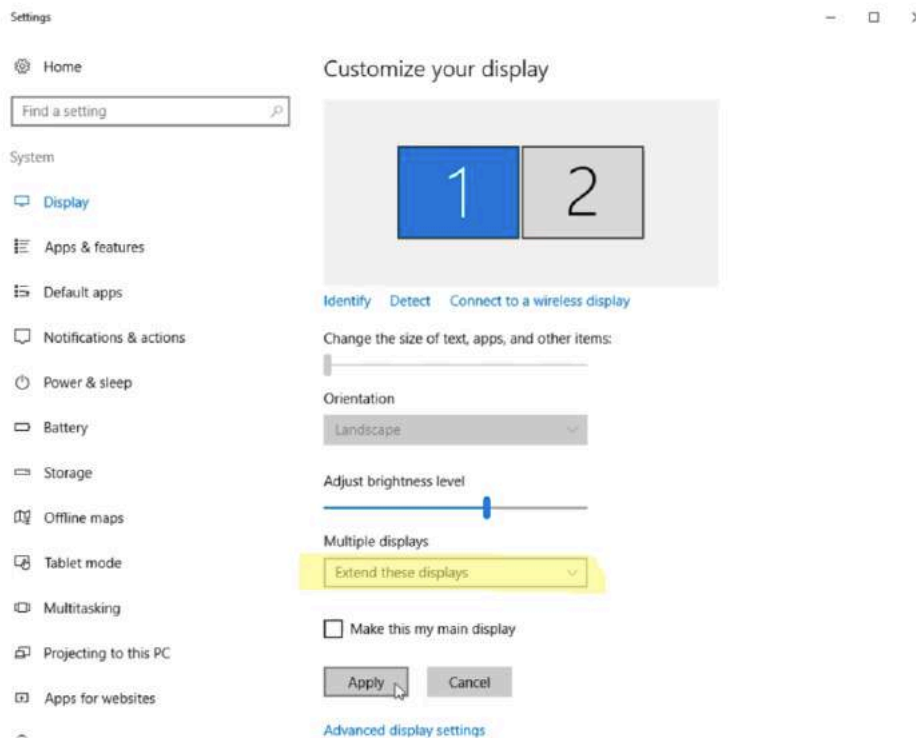 Settings
Home
Find a setting
System
Display
Apps & features
Default apps
Notifications & actions
Power & sleep
Battery
Storage
Offline maps
Tablet mode
Multitasking
Projecting to this PC
Apps for websites
Customize your display
1 2
Identify Detect Connect to a wireless display
Change the size of text, apps, and other items:
Orientation
Landscape
Adjust brightness level
Multiple displays
Extend these displays
Make this my main display
Apply Cancel
Advanced display settings